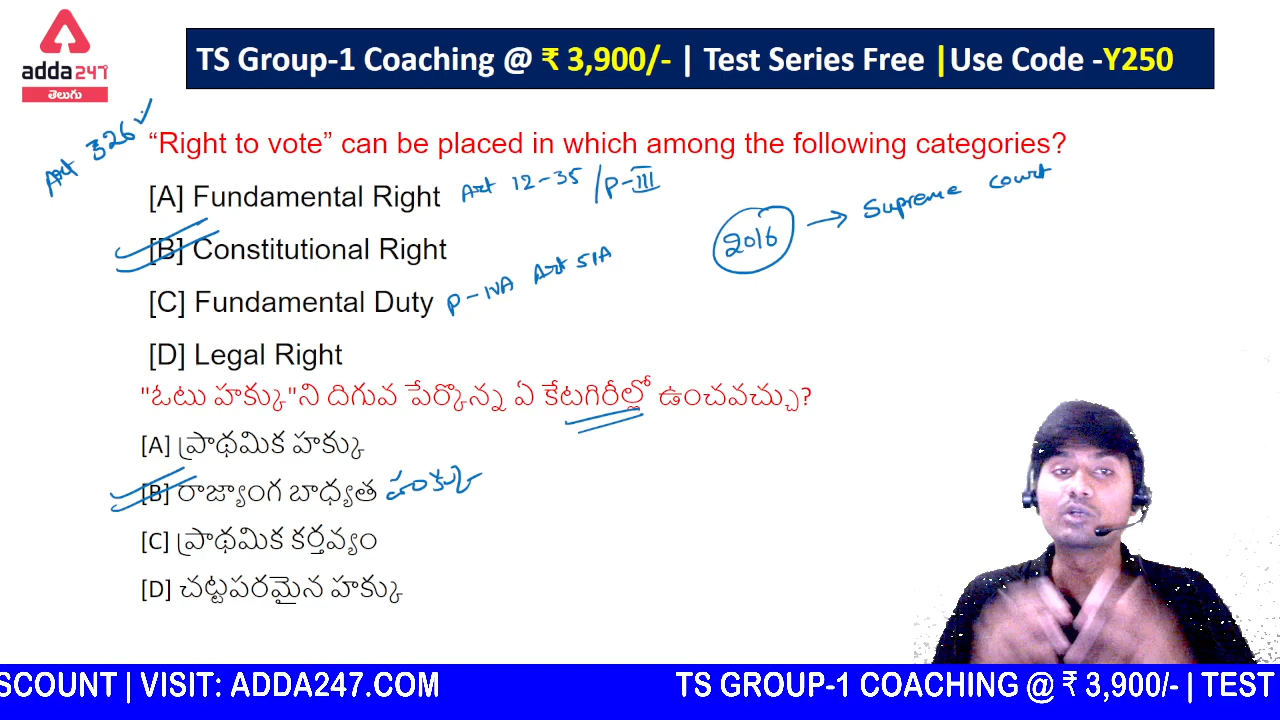 adda247
తెలుగు
TS Group-1 Coaching @ ₹ 3,900/- | Test Series Free |Use Code -Y250
Art 326
“Right to vote” can be placed in which among the following categories?
[A] Fundamental Right Art 12-35 /P-III
2016 → Supreme court
[B] Constitutional Right
[C] Fundamental Duty P-IVA Art 51A
[D] Legal Right
"ఓటు హక్కు"ని దిగువ పేర్కొన్న ఏ కేటగిరీల్లో ఉంచవచ్చు?
[A] ప్రాథమిక హక్కు
[B] రాజ్యాంగ బాధ్యత
[C] ప్రాథమిక కర్తవ్యం
[D] చట్టపరమైన హక్కు
SCOUNT | VISIT: ADDA247.COM TS GROUP-1 COACHING @ ₹ 3,900/- | TEST